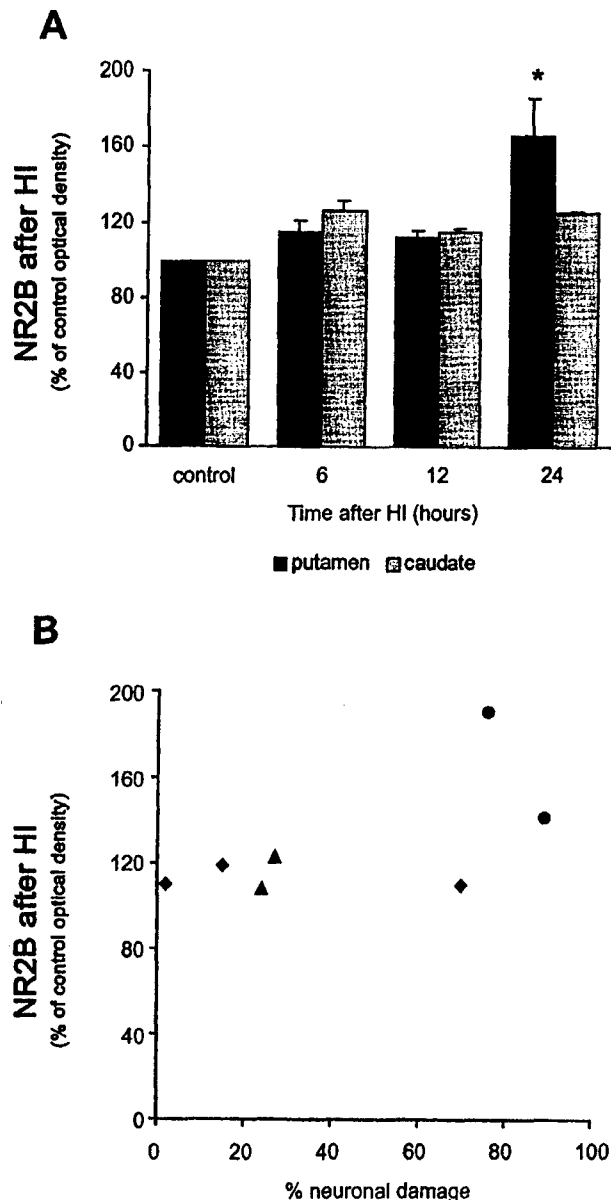 A
200
160
120
80
40
0
NR2B after HI
(% of control optical density)
*
control 6 12 24
Time after HI (hours)
putamen caudate
B
200
160
120
80
40
0
NR2B after HI
(% of control optical density)
0 20 40 60 80 100
% neuronal damage